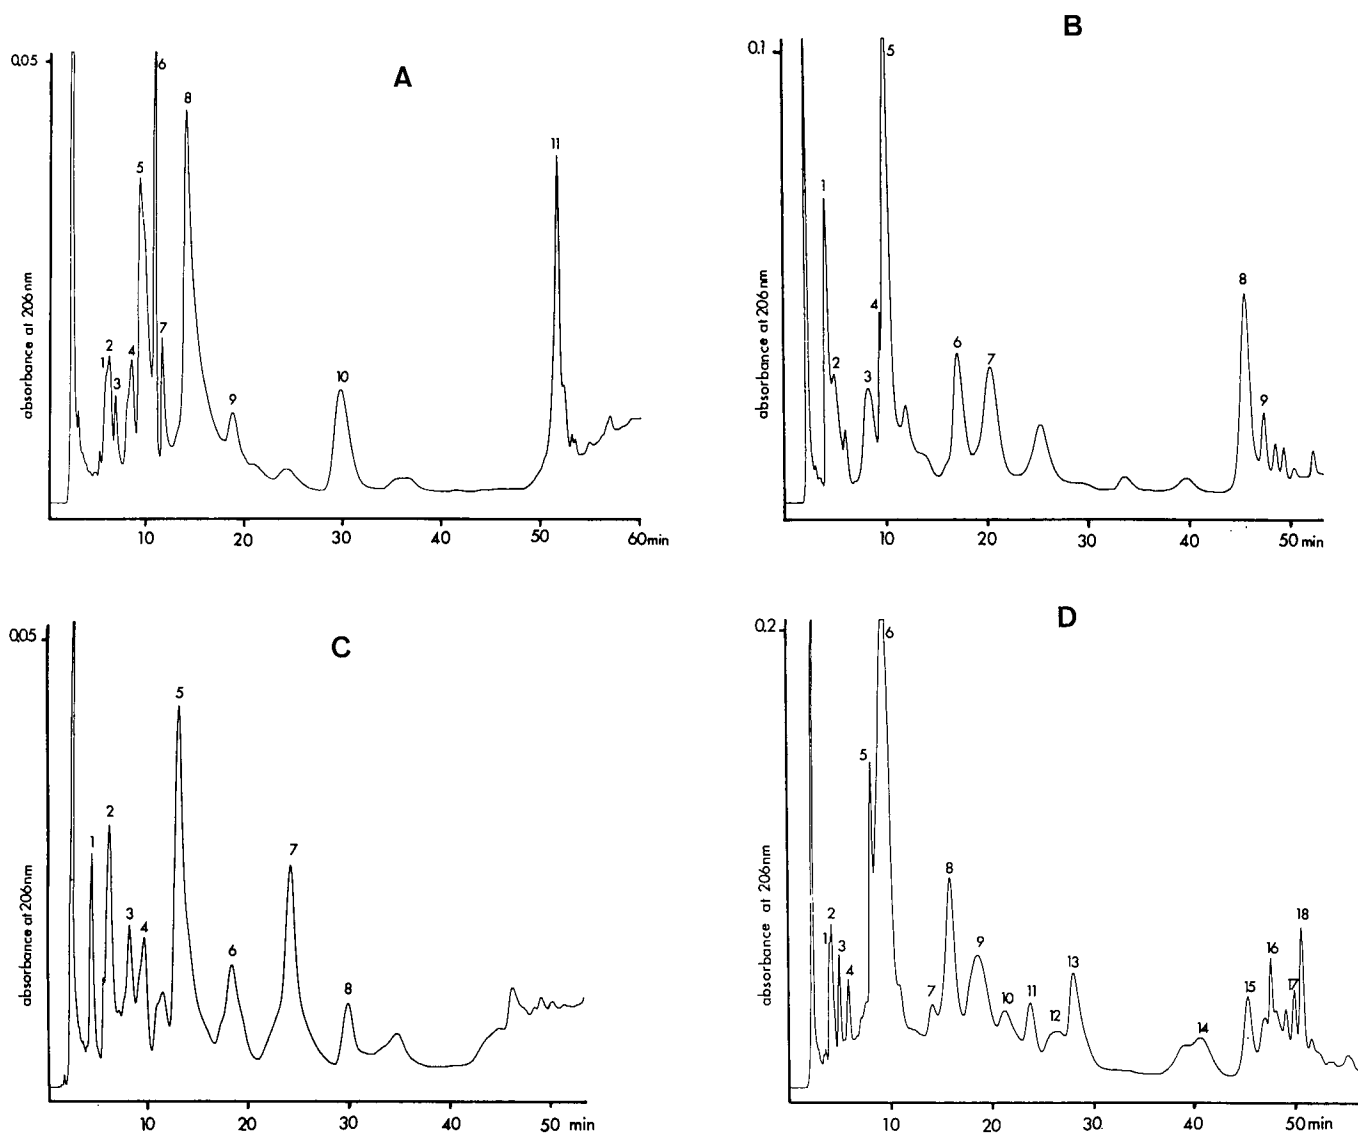 A
0.05
absorbance at 206nm
1 2 3 4 5 6 7 8 9 10 11
10 20 30 40 50 60min
B
0.1
absorbance at 206nm
1 2 3 4 5 6 7 8 9
10 20 30 40 50 min
C
0.05
absorbance at 206nm
1 2 3 4 5 6 7 8
10 20 30 40 50 min
D
0.2
absorbance at 206nm
1 2 3 4 5 6 7 8 9 10 11 12 13 14 15 16 17 18
10 20 30 40 50 min